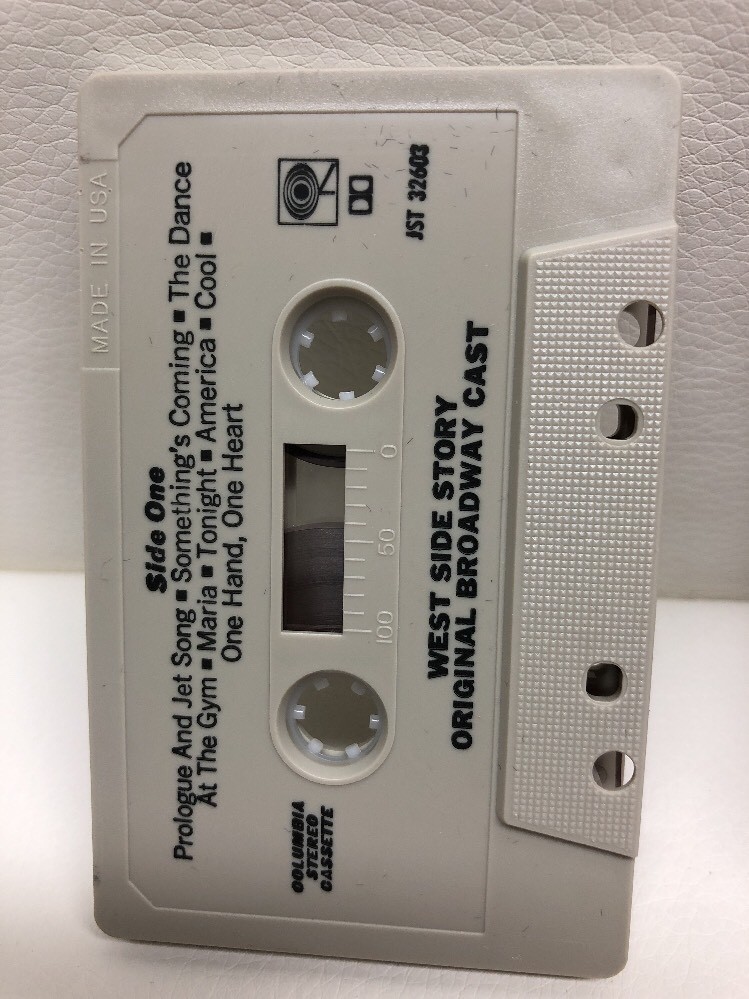 MADE IN USA
Side One
Prologue And Jet Song ■ Something's Coming ■ The Dance
At The Gym ■ Maria ■ Tonight ■ America ■ Cool ■
One Hand, One Heart
COLUMBIA
STEREO
CASSETTE
0
50
100
JST 32603
WEST SIDE STORY
ORIGINAL BROADWAY CAST